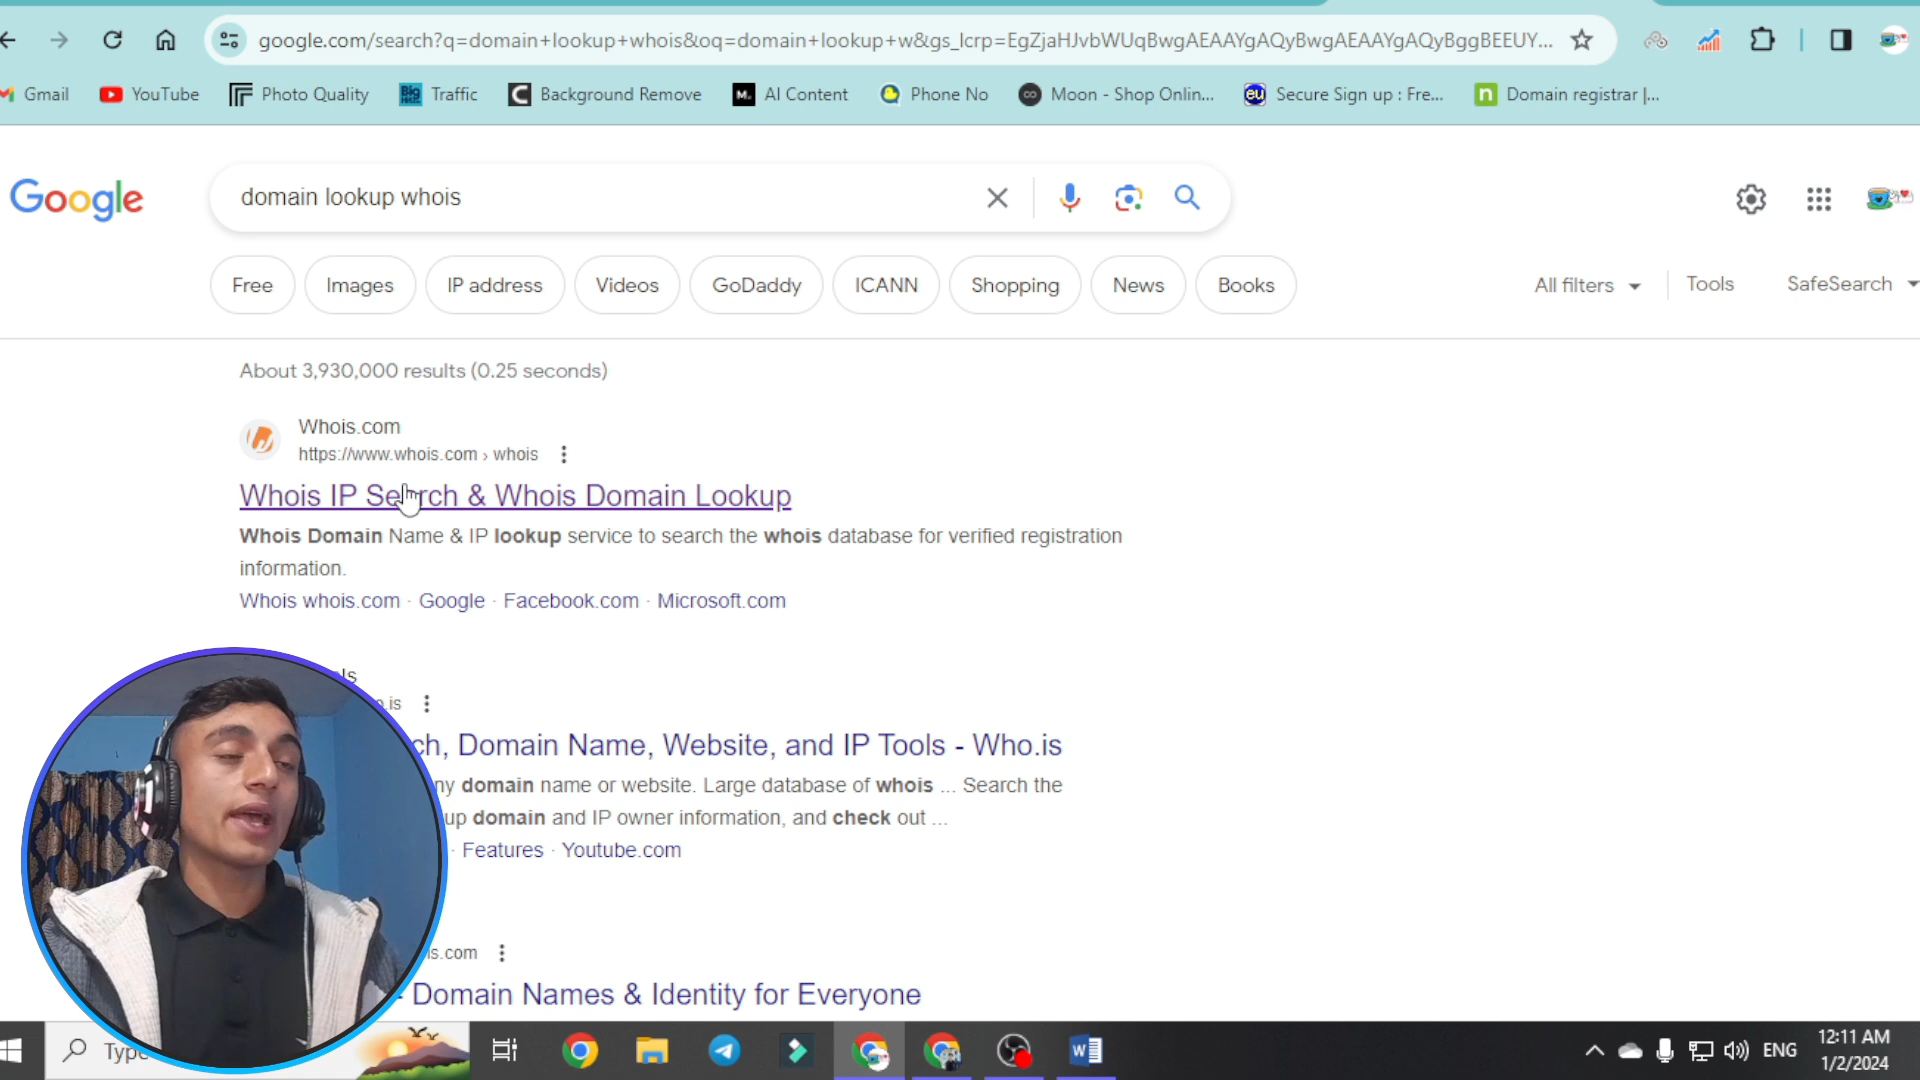 google.com/search?q=domain+lookup+whois&oq=domain+lookup+w&gs_lcrp=EgZjaHJvbWUqBwgAEAAYgAQyBwgAEAAYgAQyBggBEEUY...
Gmail YouTube Photo Quality Traffic Background Remove AI Content Phone No Moon - Shop Onlin... Secure Sign up : Fre... Domain registrar |...
Google
domain lookup whois
Free Images IP address Videos GoDaddy ICANN Shopping News Books All filters Tools SafeSearch
About 3,930,000 results (0.25 seconds)
Whois.com
https://www.whois.com › whois
Whois IP Search & Whois Domain Lookup
Whois Domain Name & IP lookup service to search the whois database for verified registration
information.
Whois whois.com · Google · Facebook.com · Microsoft.com
ch, Domain Name, Website, and IP Tools - Who.is
ny domain name or website. Large database of whois ... Search the
up domain and IP owner information, and check out ...
· Features · Youtube.com
is.com
- Domain Names & Identity for Everyone
Type
ENG
12:11 AM
1/2/2024